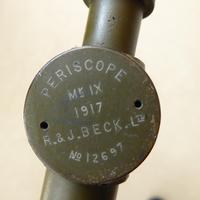 PERISCOPE
Mk IX
1917
R. & J. BECK. LTD
No 12697